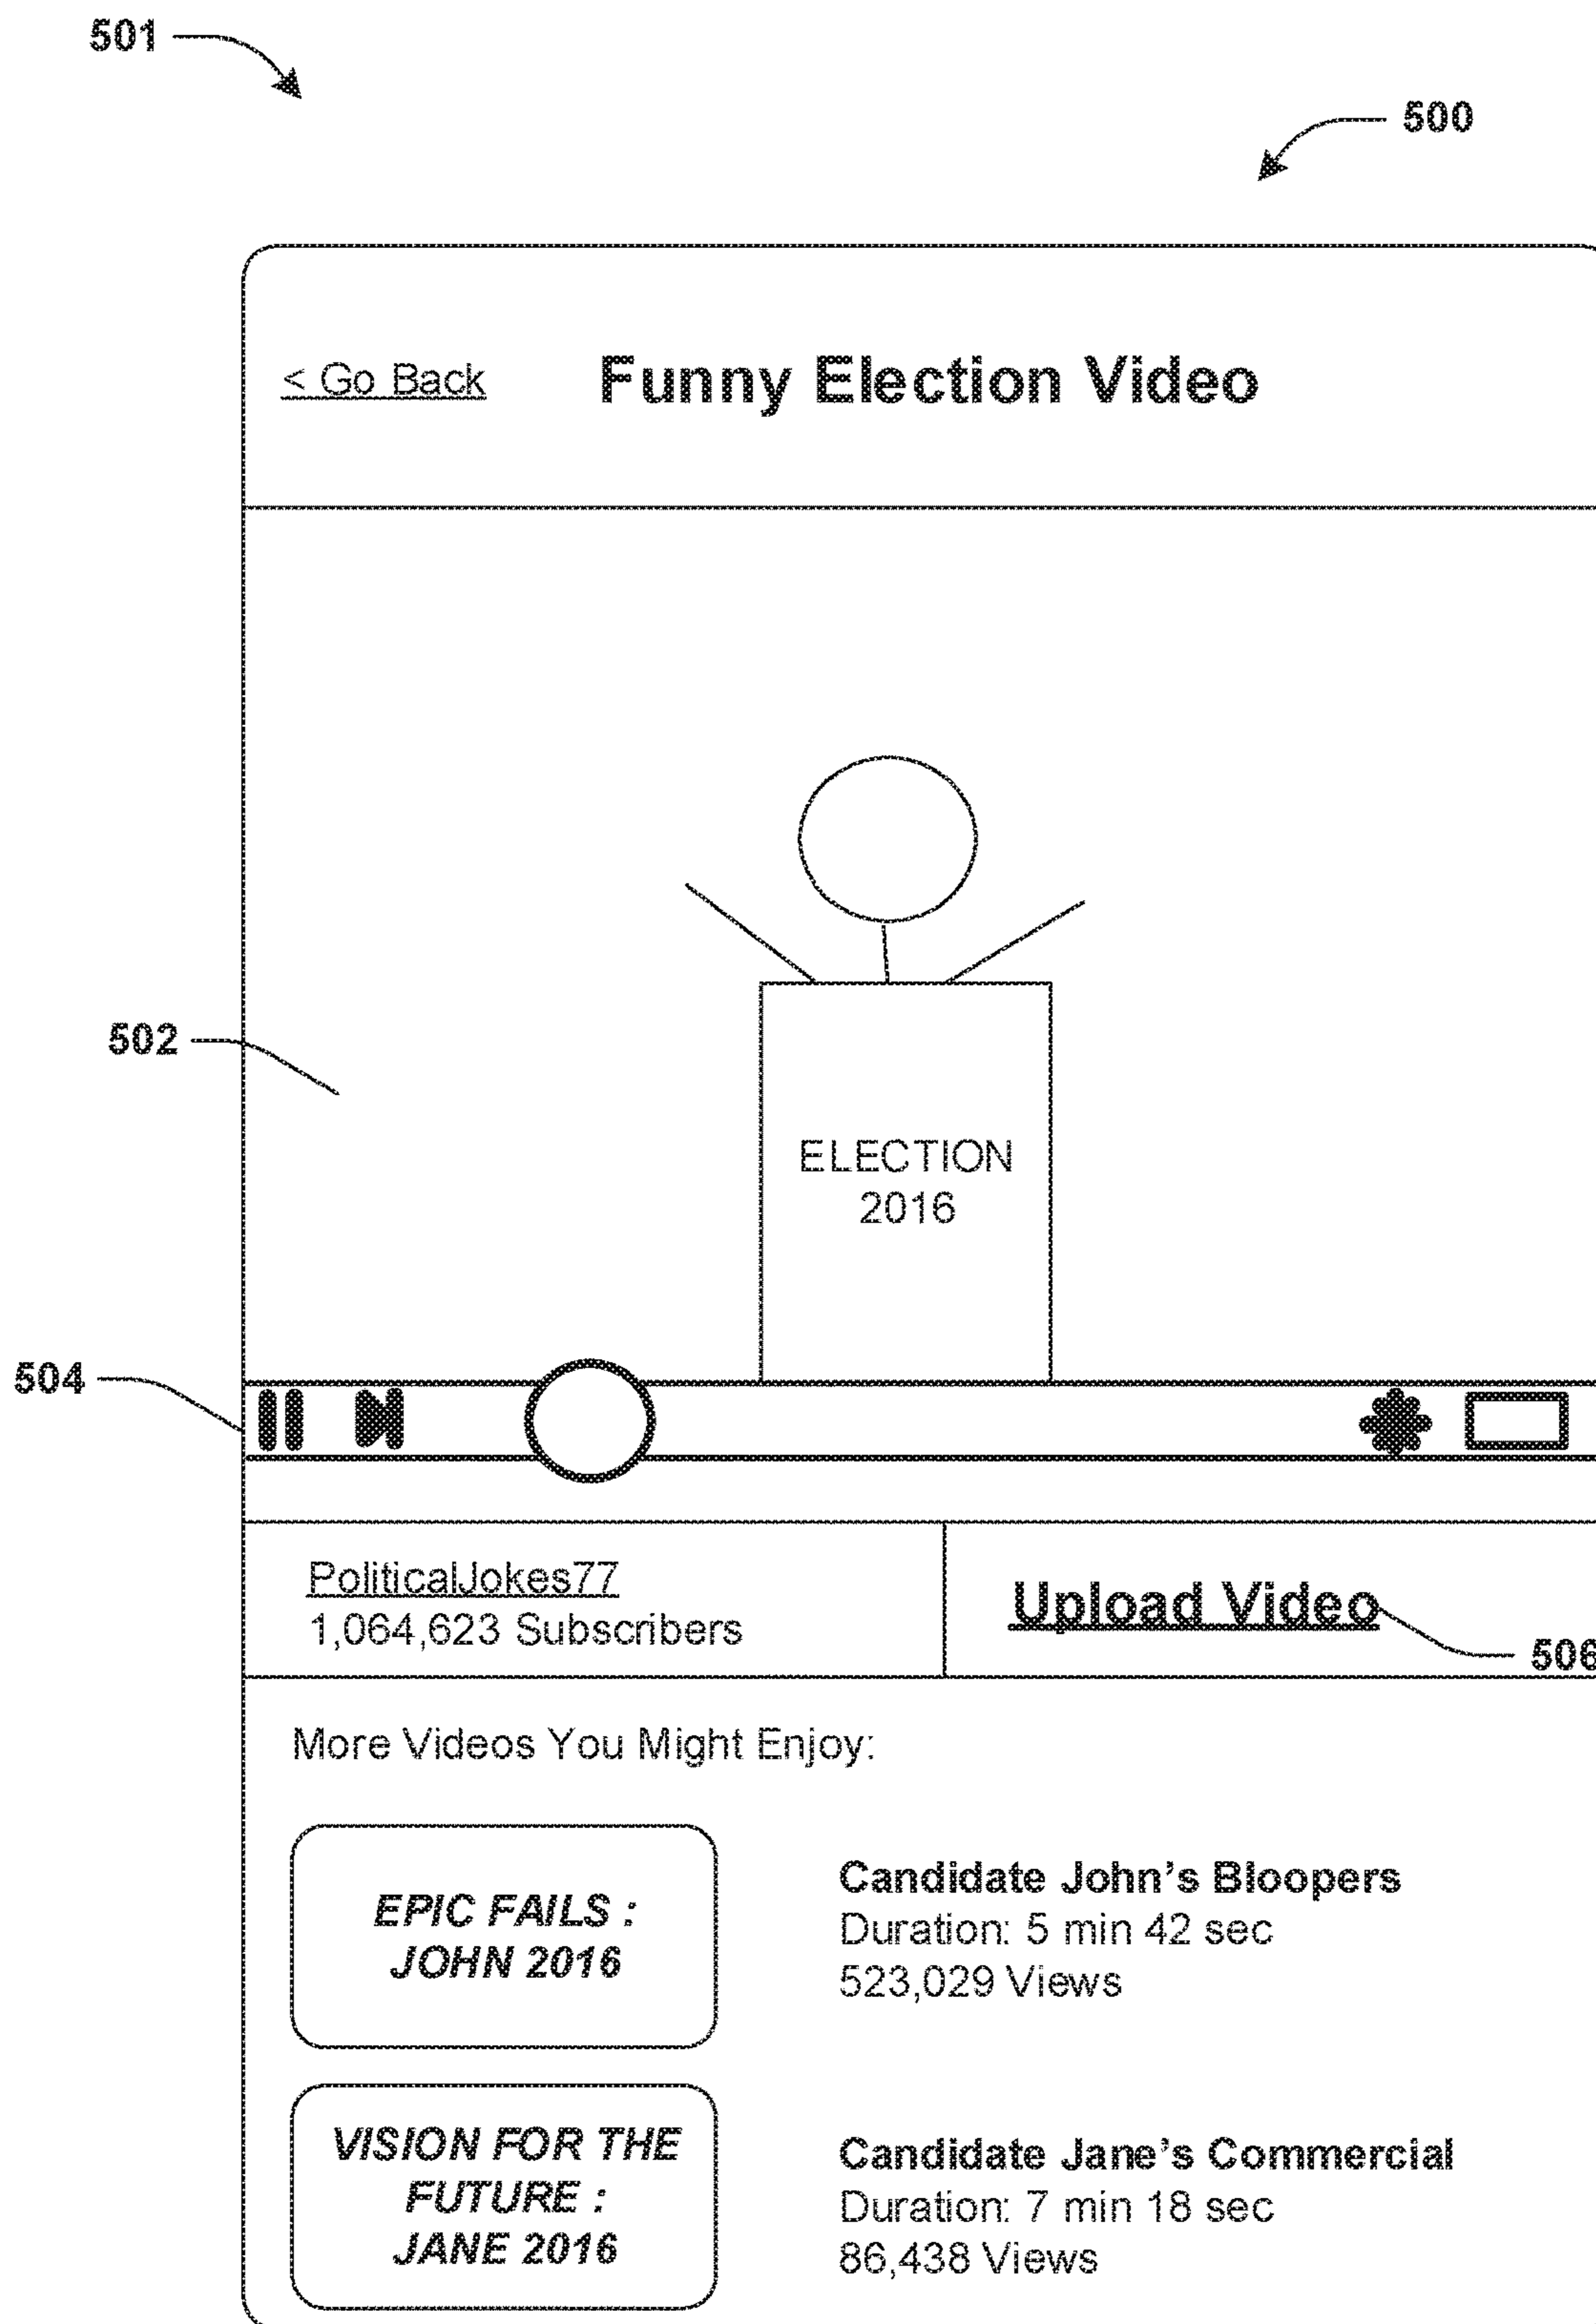 501
500
< Go Back
Funny Election Video
502
ELECTION
2016
504
PoliticalJokes77
1,064,623 Subscribers
Upload Video
506
More Videos You Might Enjoy:
EPIC FAILS :
JOHN 2016
Candidate John's Bloopers
Duration: 5 min 42 sec
523,029 Views
VISION FOR THE
FUTURE :
JANE 2016
Candidate Jane's Commercial
Duration: 7 min 18 sec
86,438 Views